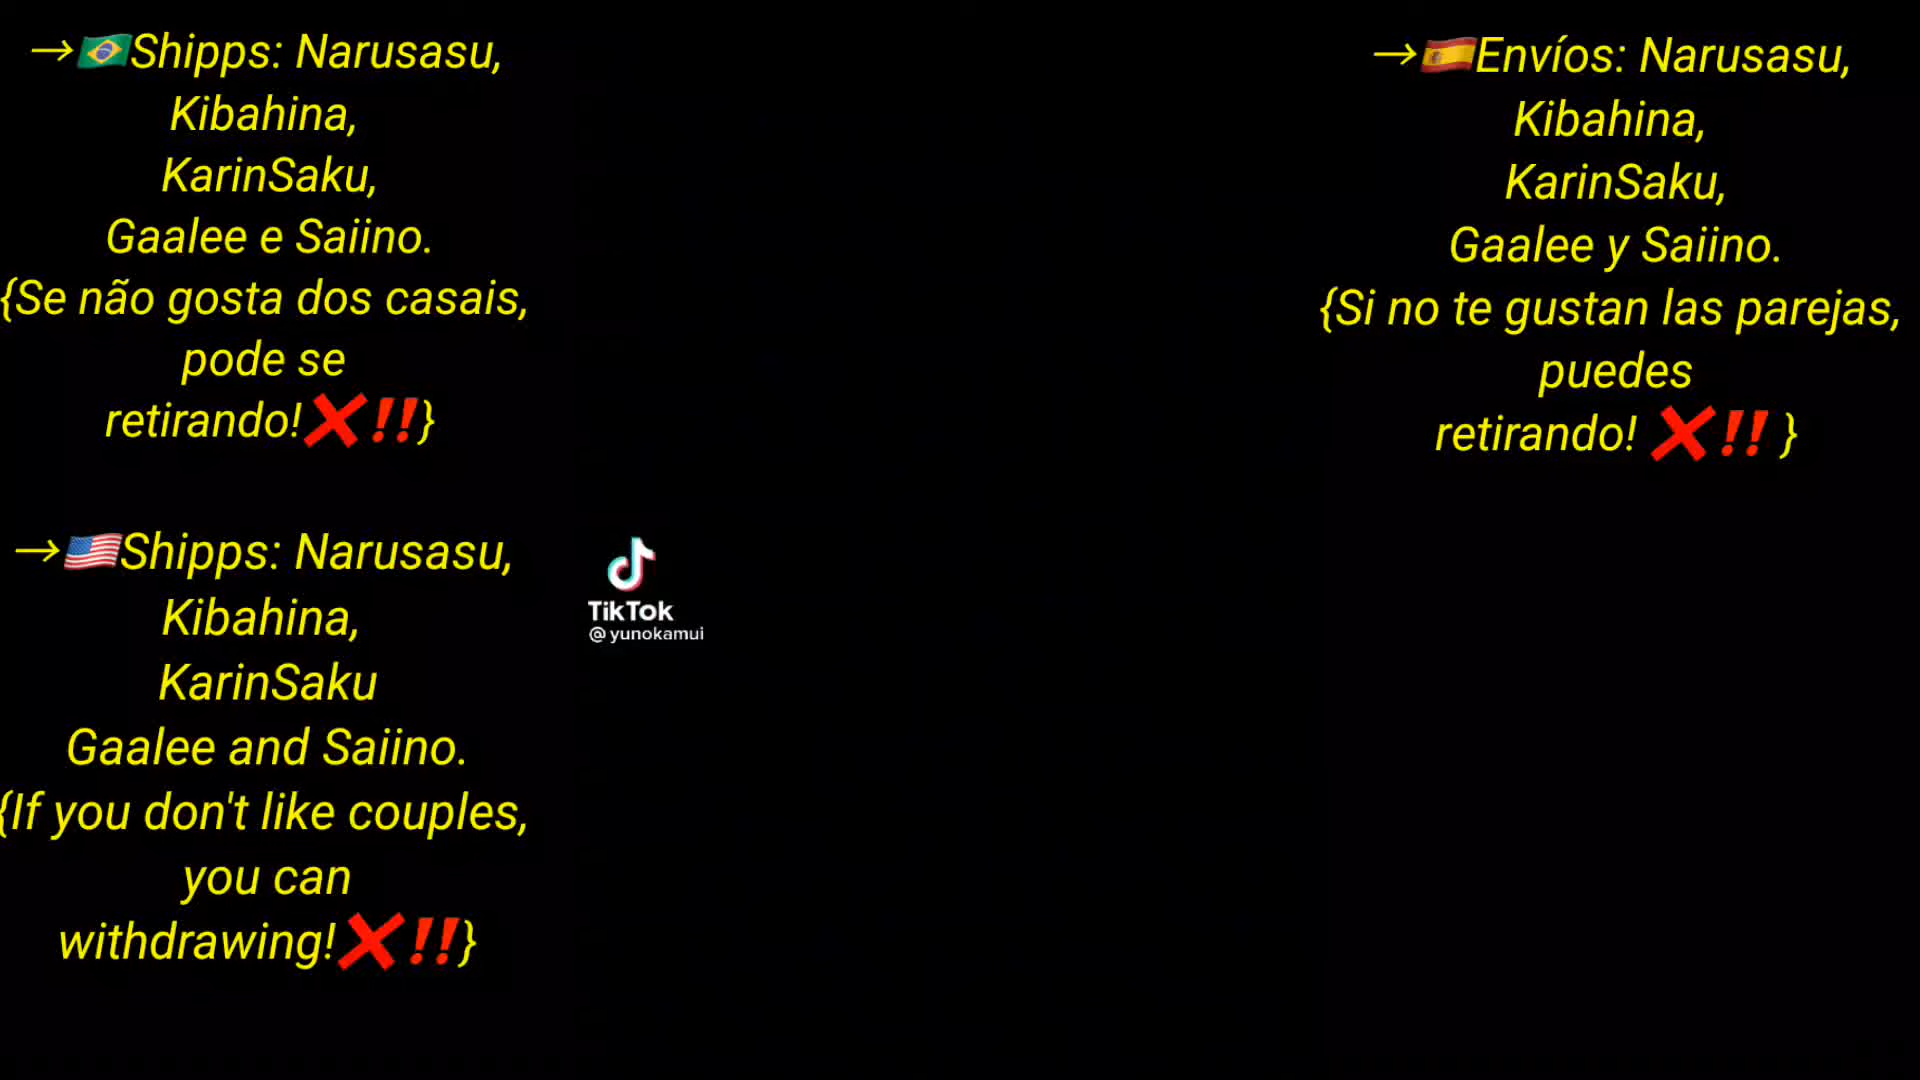 →🇧🇷Shipps: Narusasu,
Kibahina,
KarinSaku,
Gaalee e Saiino.
{Se não gosta dos casais,
pode se
retirando!❌‼️}
→🇪🇸Envíos: Narusasu,
Kibahina,
KarinSaku,
Gaalee y Saiino.
{Si no te gustan las parejas,
puedes
retirando! ❌‼️ }
→🇺🇸Shipps: Narusasu,
Kibahina,
KarinSaku
Gaalee and Saiino.
{If you don't like couples,
you can
withdrawing!❌‼️}
TikTok
@yunokamui